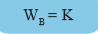 W_B = K